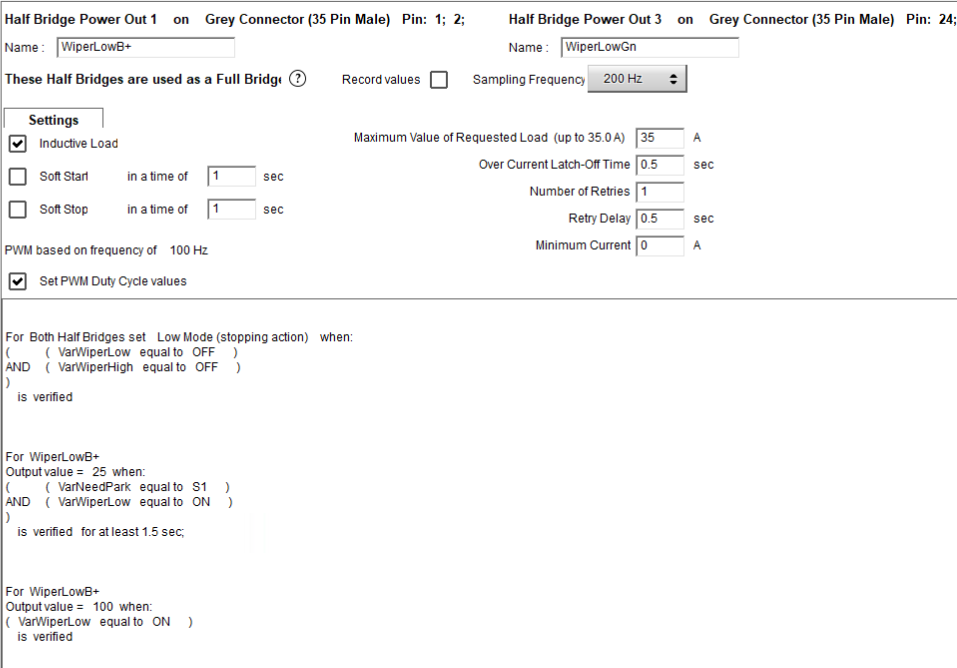 Half Bridge Power Out 1 on Grey Connector (35 Pin Male) Pin: 1; 2; Half Bridge Power Out 3 on Grey Connector (35 Pin Male) Pin: 24;
Name : WiperLowB+ Name : WiperLowGn
These Half Bridges are used as a Full Bridge ? Record values Sampling Frequency 200 Hz
Settings
Inductive Load Maximum Value of Requested Load (up to 35.0 A) 35 A
Over Current Latch-Off Time 0.5 sec
Soft Start in a time of 1 sec
Number of Retries 1
Soft Stop in a time of 1 sec
Retry Delay 0.5 sec
PWM based on frequency of 100 Hz
Minimum Current 0 A
Set PWM Duty Cycle values
For Both Half Bridges set Low Mode (stopping action) when:
( ( VarWiperLow equal to OFF )
AND ( VarWiperHigh equal to OFF )
)
is verified
For WiperLowB+
Output value = 25 when:
( ( VarNeedPark equal to S1 )
AND ( VarWiperLow equal to ON )
)
is verified for at least 1.5 sec;
For WiperLowB+
Output value = 100 when:
( VarWiperLow equal to ON )
is verified